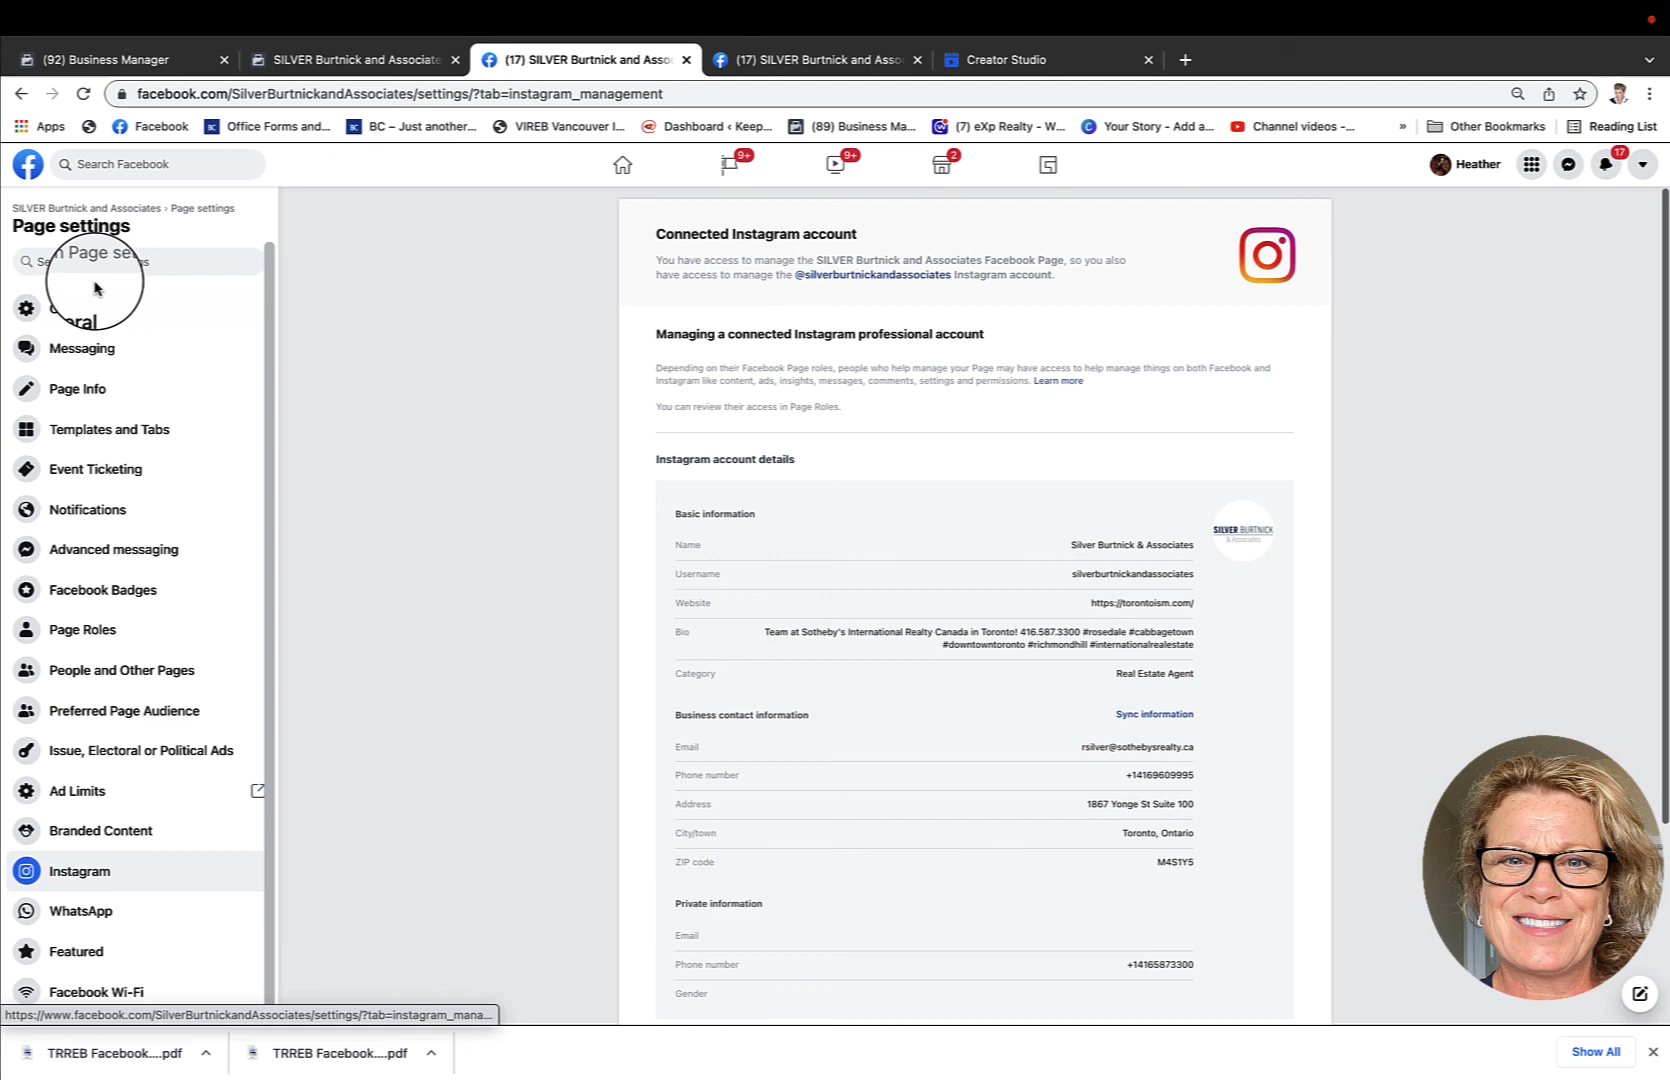 (92) Business Manager
SILVER Burtnick and Associate
(17) SILVER Burtnick and Asso
(17) SILVER Burtnick and Asso
Creator Studio
facebook.com/SilverBurtnickandAssociates/settings/?tab=instagram_management
Apps
Facebook
Office Forms and...
BC – Just another...
VIREB Vancouver I...
Dashboard ‹ Keep...
(89) Business Ma...
(7) eXp Realty - W...
Your Story - Add a...
Channel videos -...
»
Other Bookmarks
Reading List
Search Facebook
9+
9+
2
Heather
17
SILVER Burtnick and Associates › Page settings
Page settings
n Page se
Messaging
Page Info
Templates and Tabs
Event Ticketing
Notifications
Advanced messaging
Facebook Badges
Page Roles
People and Other Pages
Preferred Page Audience
Issue, Electoral or Political Ads
Ad Limits
Branded Content
Instagram
WhatsApp
Featured
Facebook Wi-Fi
https://www.facebook.com/SilverBurtnickandAssociates/settings/?tab=instagram_mana...
Connected Instagram account
You have access to manage the SILVER Burtnick and Associates Facebook Page, so you also
have access to manage the @silverburtnickandassociates Instagram account.
Managing a connected Instagram professional account
Depending on their Facebook Page roles, people who help manage your Page may have access to help manage things on both Facebook and
Instagram like content, ads, insights, messages, comments, settings and permissions. Learn more
You can review their access in Page Roles.
Instagram account details
Basic information
SILVER BURTNICK
& Associates
Name Silver Burtnick & Associates
Username silverburtnickandassociates
Website https://torontoism.com/
Bio Team at Sotheby's International Realty Canada in Toronto! 416.587.3300 #rosedale #cabbagetown
#downtowntoronto #richmondhill #internationalrealestate
Category Real Estate Agent
Business contact information Sync information
Email rsilver@sothebysrealty.ca
Phone number +14169609995
Address 1867 Yonge St Suite 100
City/town Toronto, Ontario
ZIP code M4S1Y5
Private information
Email
Phone number +14165873300
Gender
TRREB Facebook....pdf
TRREB Facebook....pdf
Show All